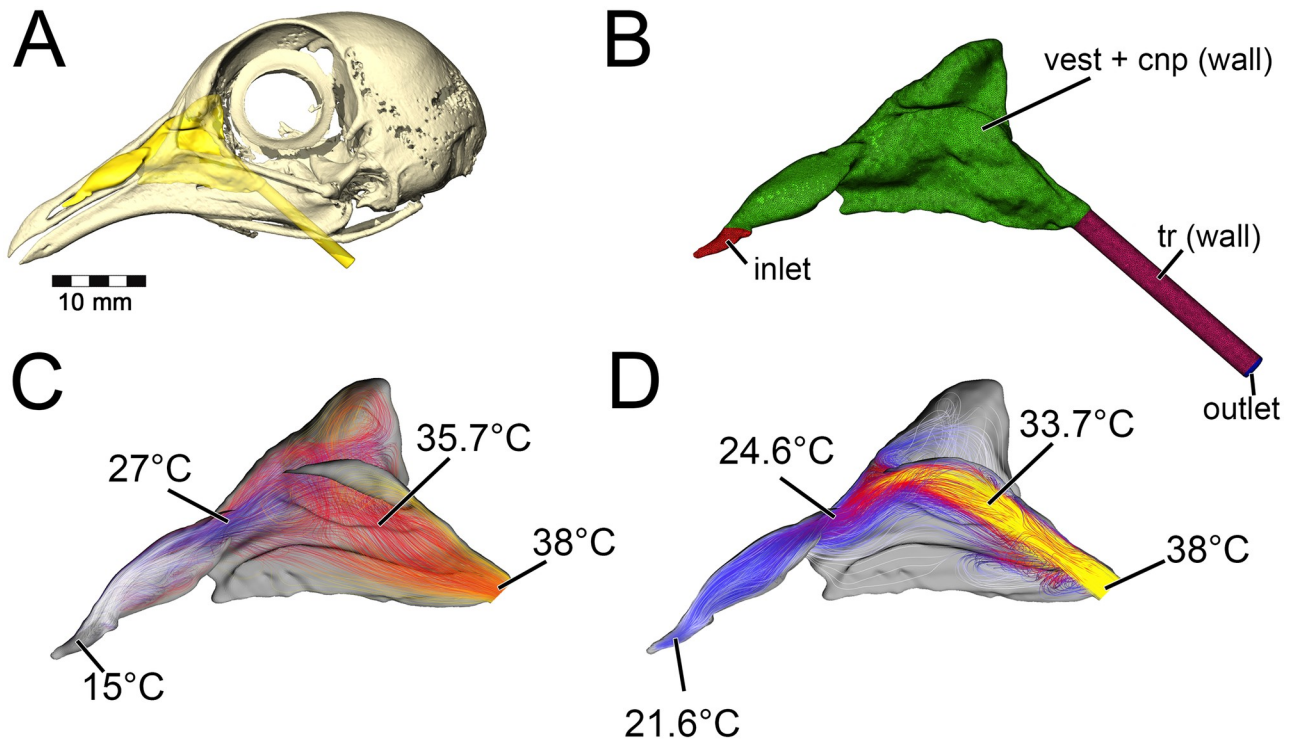 A
10 mm
B
vest + cnp (wall)
inlet
tr (wall)
outlet
C
27°C
35.7°C
38°C
15°C
D
24.6°C
33.7°C
38°C
21.6°C